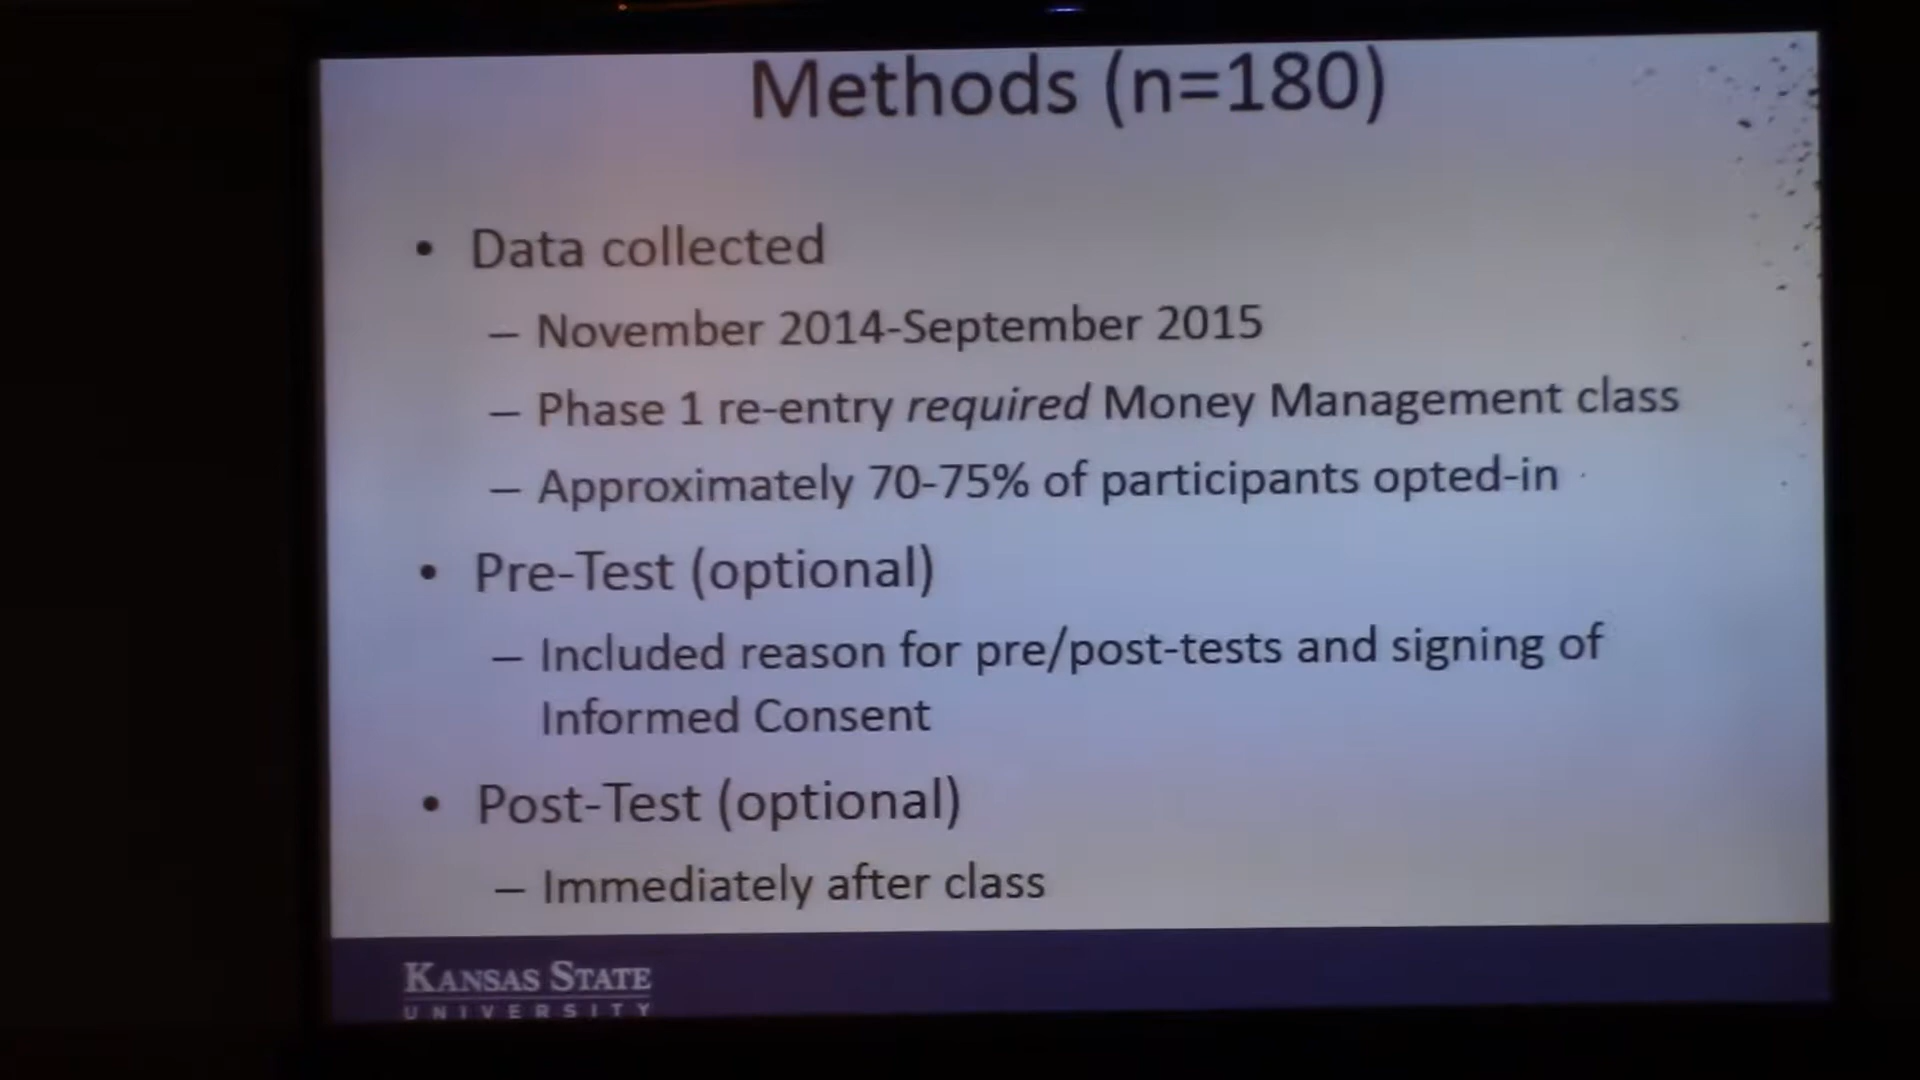 Methods (n=180)
• Data collected
– November 2014-September 2015
– Phase 1 re-entry required Money Management class
– Approximately 70-75% of participants opted-in
• Pre-Test (optional)
– Included reason for pre/post-tests and signing of
Informed Consent
• Post-Test (optional)
– Immediately after class
KANSAS STATE
UNIVERSITY